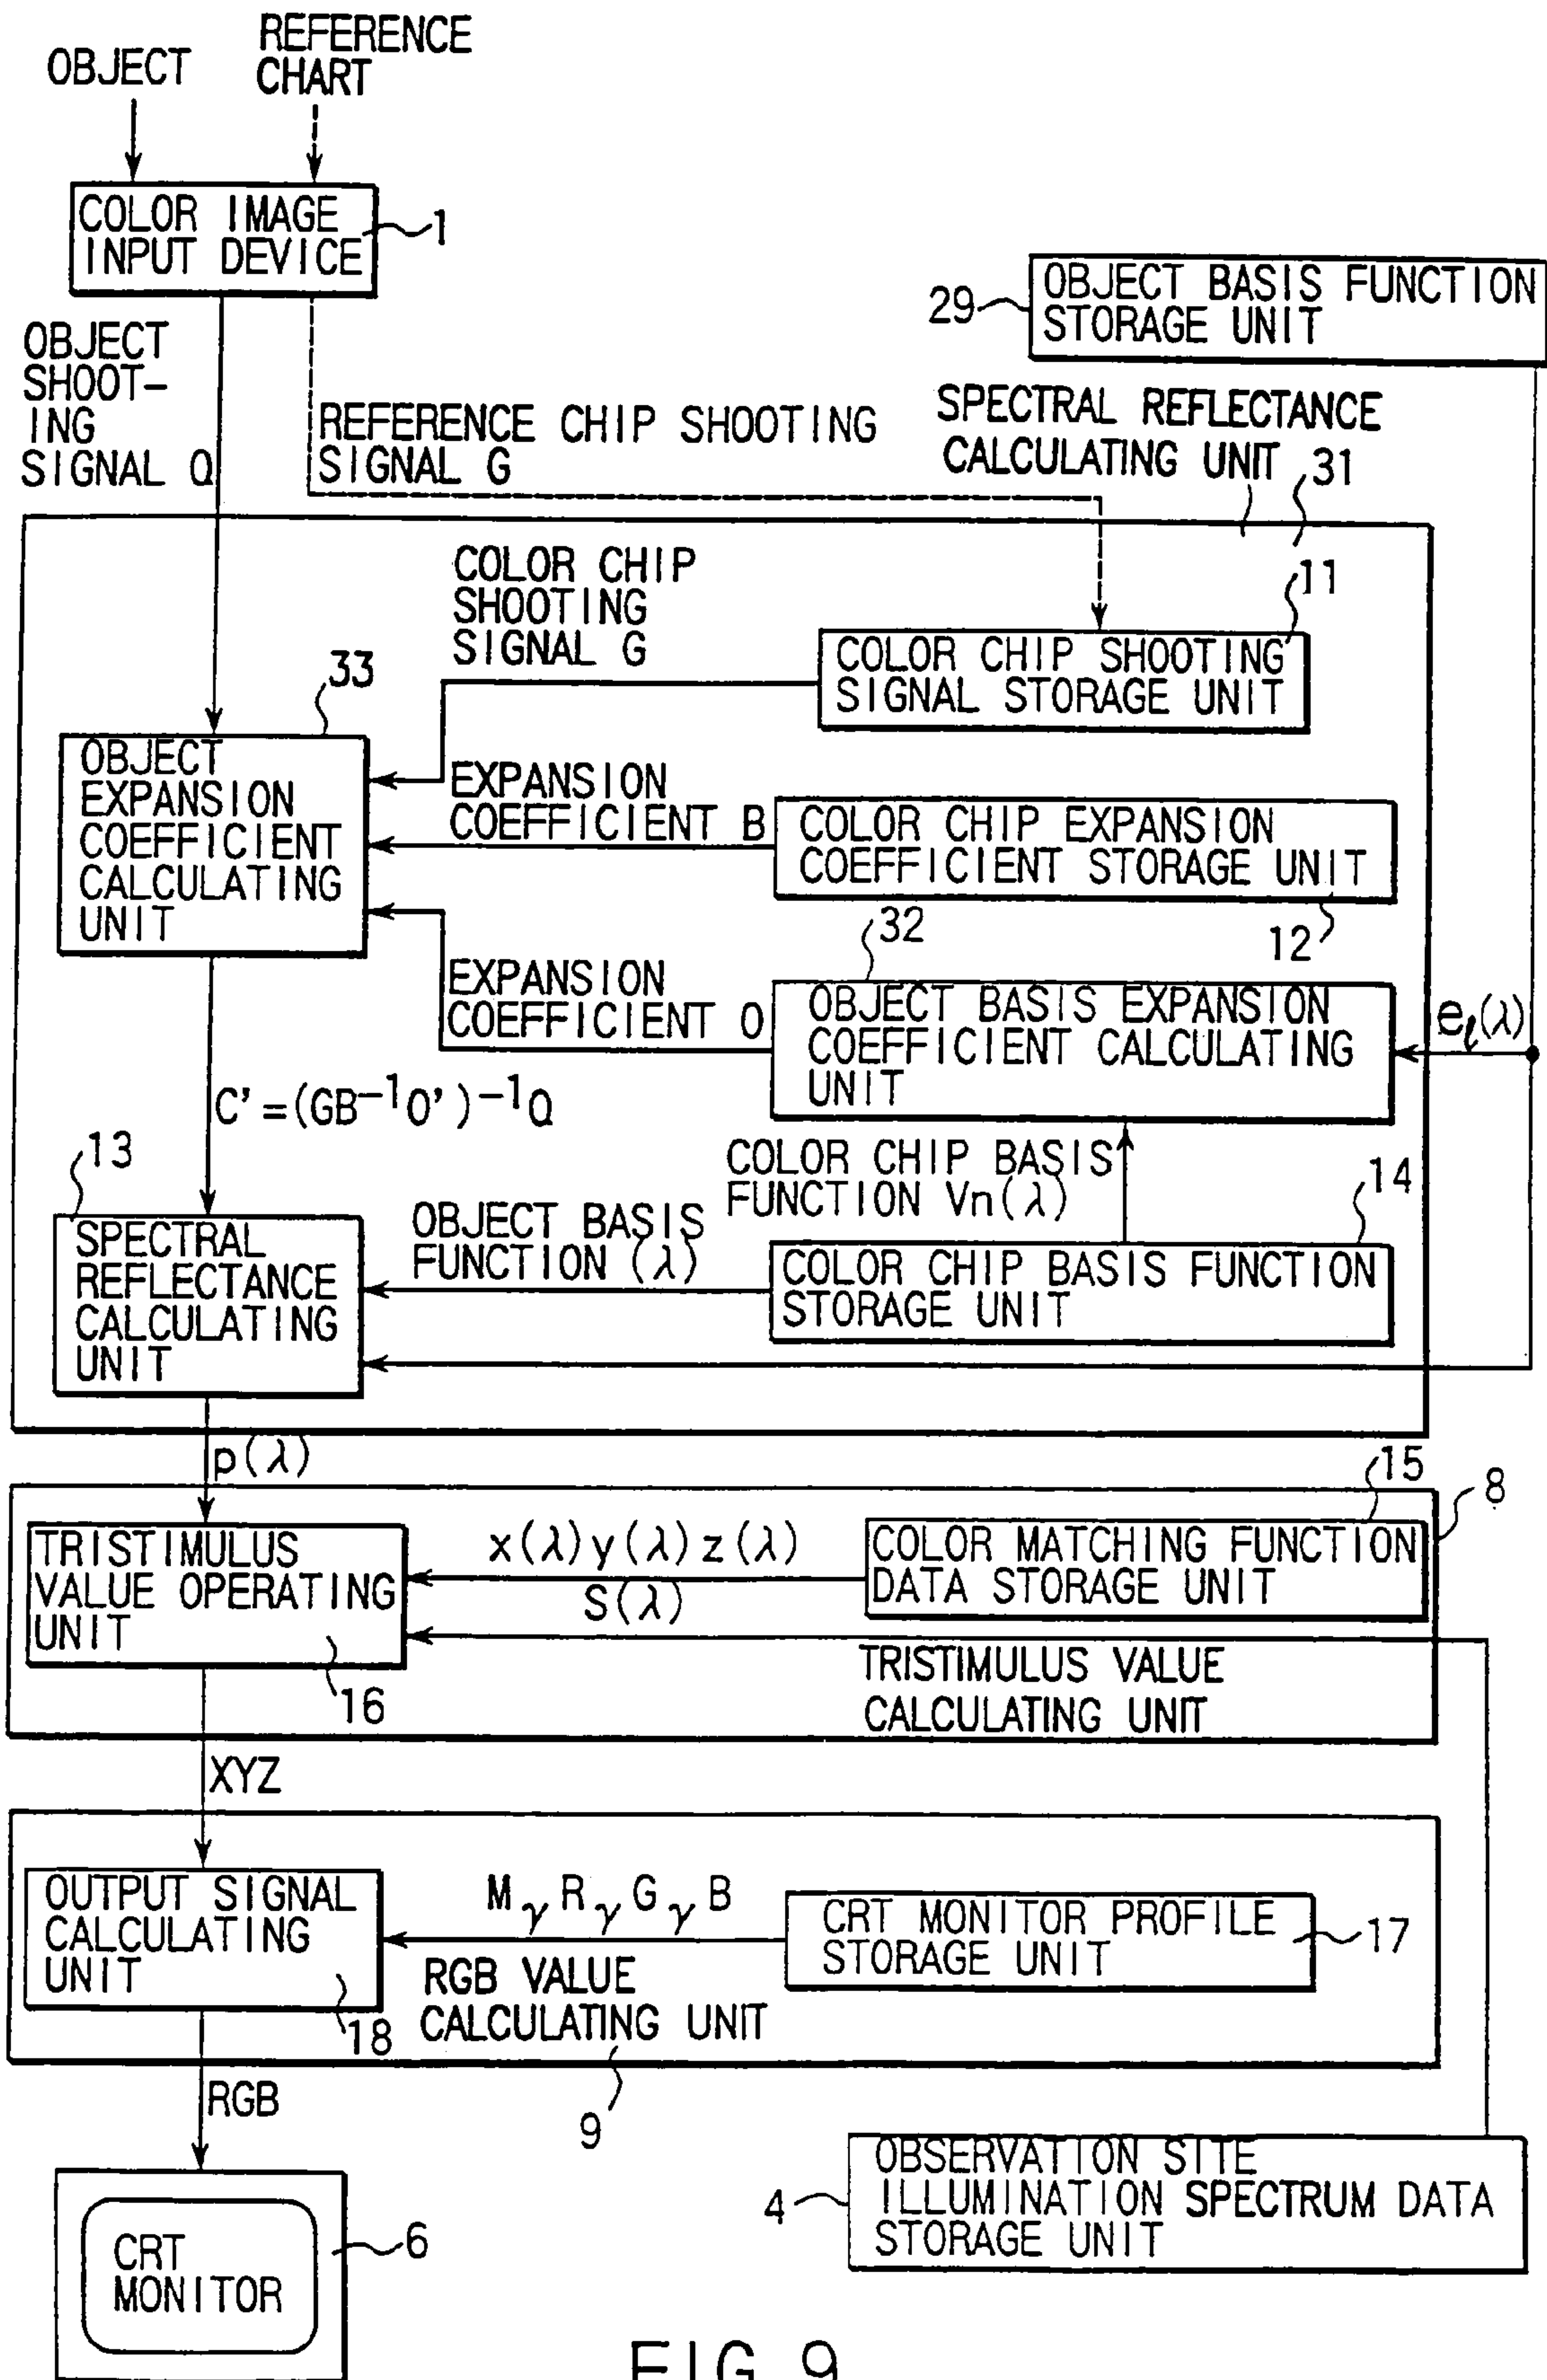 OBJECT
REFERENCE
CHART
COLOR IMAGE
INPUT DEVICE
1
OBJECT BASIS FUNCTION
STORAGE UNIT
29
OBJECT
SHOOT-
ING
SIGNAL Q
REFERENCE CHIP SHOOTING
SIGNAL G
SPECTRAL REFLECTANCE
CALCULATING UNIT
31
COLOR CHIP
SHOOTING
SIGNAL G
11
COLOR CHIP SHOOTING
SIGNAL STORAGE UNIT
33
OBJECT
EXPANSION
COEFFICIENT
CALCULATING
UNIT
EXPANSION
COEFFICIENT B
COLOR CHIP EXPANSION
COEFFICIENT STORAGE UNIT
12
32
EXPANSION
COEFFICIENT O
OBJECT BASIS EXPANSION
COEFFICIENT CALCULATING
UNIT
eℓ(λ)
C'=(GB⁻¹O')⁻¹Q
13
COLOR CHIP BASIS
FUNCTION Vn(λ)
14
SPECTRAL
REFLECTANCE
CALCULATING
UNIT
OBJECT BASIS
FUNCTION (λ)
COLOR CHIP BASIS FUNCTION
STORAGE UNIT
p(λ)
15
8
TRISTIMULUS
VALUE OPERATING
UNIT
x(λ)y(λ)z(λ)
S(λ)
COLOR MATCHING FUNCTION
DATA STORAGE UNIT
16
TRISTIMULUS VALUE
CALCULATING UNIT
XYZ
OUTPUT SIGNAL
CALCULATING
UNIT
MγRγGγB
CRT MONITOR PROFILE
STORAGE UNIT
17
18
RGB VALUE
CALCULATING UNIT
RGB
9
OBSERVATION SITE
ILLUMINATION SPECTRUM DATA
STORAGE UNIT
4
CRT
MONITOR
6
FIG.9